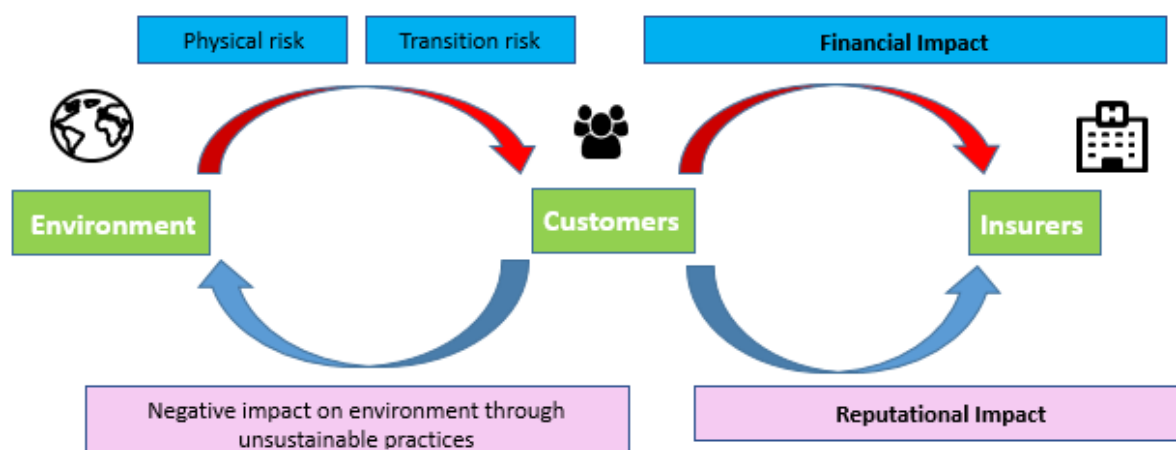 Physical risk
Transition risk
Financial Impact
Environment
Customers
Insurers
Negative impact on environment through
unsustainable practices
Reputational Impact